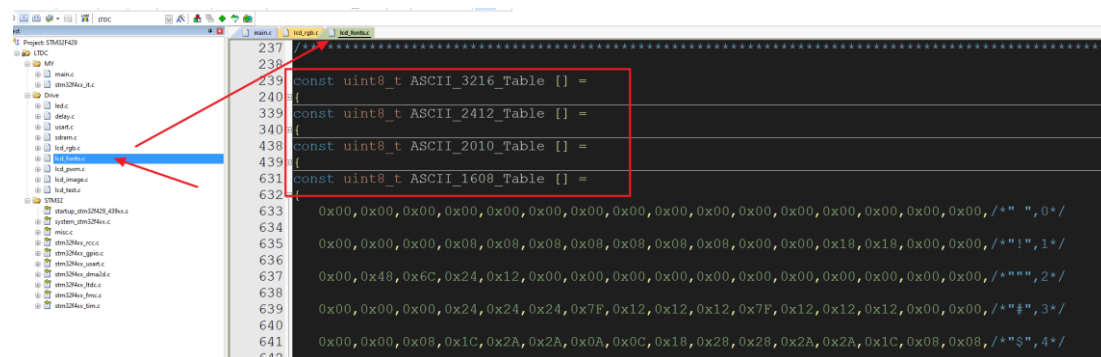 LTDC
main.c
lcd_rgb.c
lcd_fonts.c
Project: STM32F429
LTDC
MY
main.c
stm32f4xx_it.c
Drive
led.c
delay.c
usart.c
sdram.c
lcd_rgb.c
lcd_fonts.c
lcd_pwm.c
lcd_image.c
lcd_test.c
STM32
startup_stm32f429_439xx.s
system_stm32f4xx.c
misc.c
stm32f4xx_rcc.c
stm32f4xx_gpio.c
stm32f4xx_usart.c
stm32f4xx_dma2d.c
stm32f4xx_ltdc.c
stm32f4xx_fmc.c
stm32f4xx_tim.c
237
238
239 const uint8_t ASCII_3216_Table [] =
240 {
339 const uint8_t ASCII_2412_Table [] =
340 {
438 const uint8_t ASCII_2010_Table [] =
439 {
631 const uint8_t ASCII_1608_Table [] =
632 {
633 0x00,0x00,0x00,0x00,0x00,0x00,0x00,0x00,0x00,0x00,0x00,0x00,0x00,0x00,0x00,0x00,/*" ",0*/
634
635 0x00,0x00,0x00,0x08,0x08,0x08,0x08,0x08,0x08,0x08,0x00,0x00,0x18,0x18,0x00,0x00,/*"!",1*/
636
637 0x00,0x48,0x6C,0x24,0x12,0x00,0x00,0x00,0x00,0x00,0x00,0x00,0x00,0x00,0x00,0x00,/*""",2*/
638
639 0x00,0x00,0x00,0x24,0x24,0x24,0x7F,0x12,0x12,0x12,0x7F,0x12,0x12,0x12,0x00,0x00,/*"#",3*/
640
641 0x00,0x00,0x08,0x1C,0x2A,0x2A,0x0A,0x0C,0x18,0x28,0x28,0x2A,0x2A,0x1C,0x08,0x08,/*"$",4*/